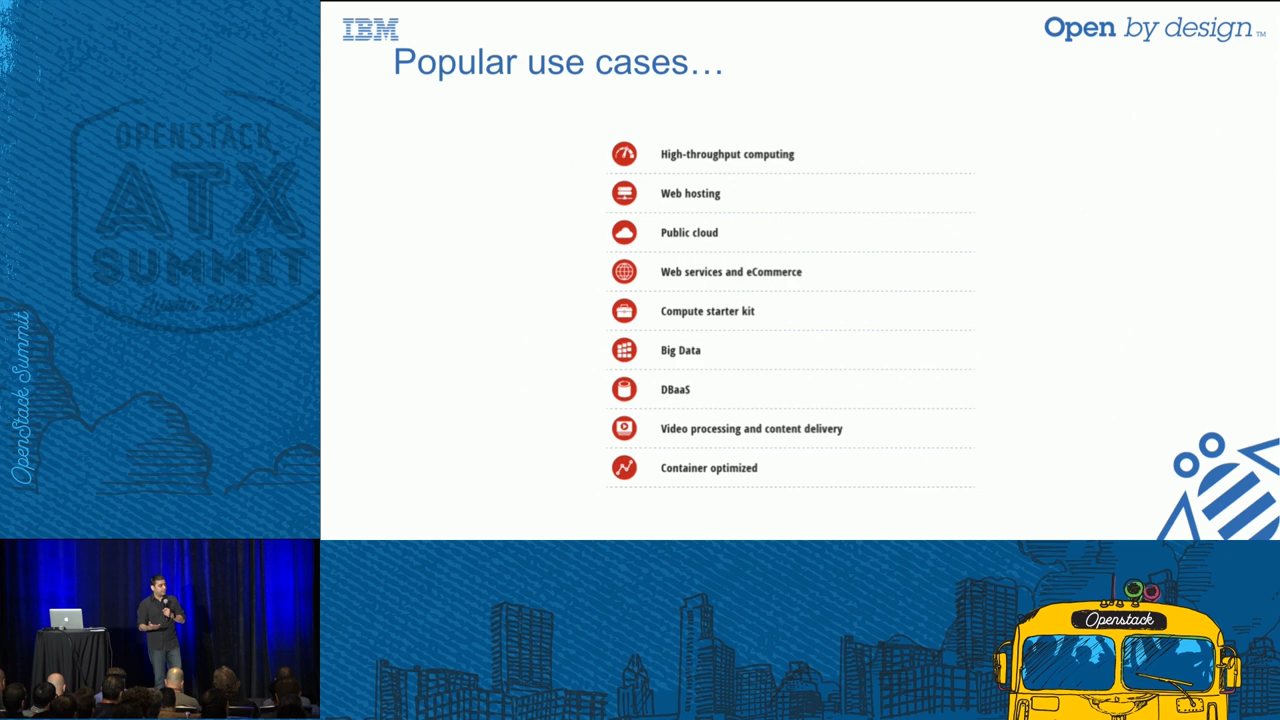 IBM
Open by design™
Popular use cases…
High-throughput computing
Web hosting
Public cloud
Web services and eCommerce
Compute starter kit
Big Data
DBaaS
Video processing and content delivery
Container optimized
OPENSTACK
ATX
SUMMIT
OpenStack Summit
Openstack